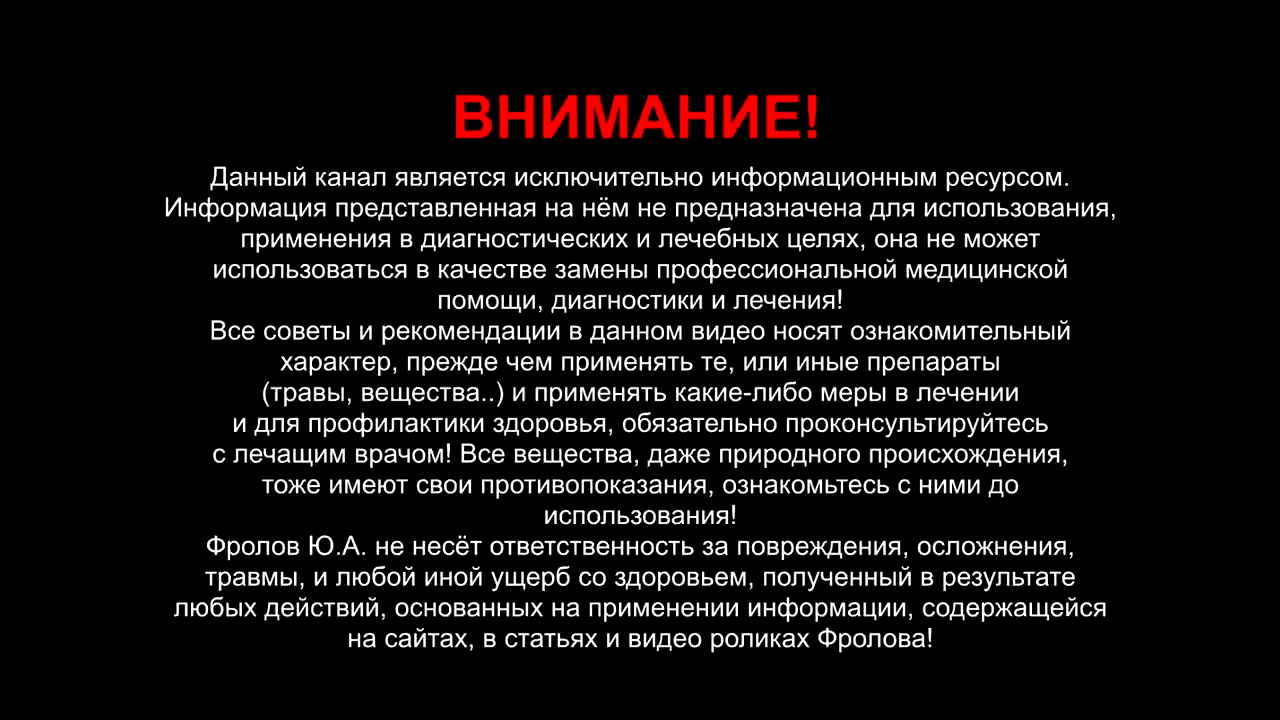 ВНИМАНИЕ!
Данный канал является исключительно информационным ресурсом.
Информация представленная на нём не предназначена для использования,
применения в диагностических и лечебных целях, она не может
использоваться в качестве замены профессиональной медицинской
помощи, диагностики и лечения!
Все советы и рекомендации в данном видео носят ознакомительный
характер, прежде чем применять те, или иные препараты
(травы, вещества..) и применять какие-либо меры в лечении
и для профилактики здоровья, обязательно проконсультируйтесь
с лечащим врачом! Все вещества, даже природного происхождения,
тоже имеют свои противопоказания, ознакомьтесь с ними до
использования!
Фролов Ю.А. не несёт ответственность за повреждения, осложнения,
травмы, и любой иной ущерб со здоровьем, полученный в результате
любых действий, основанных на применении информации, содержащейся
на сайтах, в статьях и видео роликах Фролова!